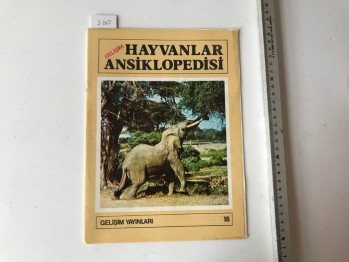 360
GELİŞİM
HAYVANLAR
ANSİKLOPEDİSİ
GELİŞİM YAYINLARI
18